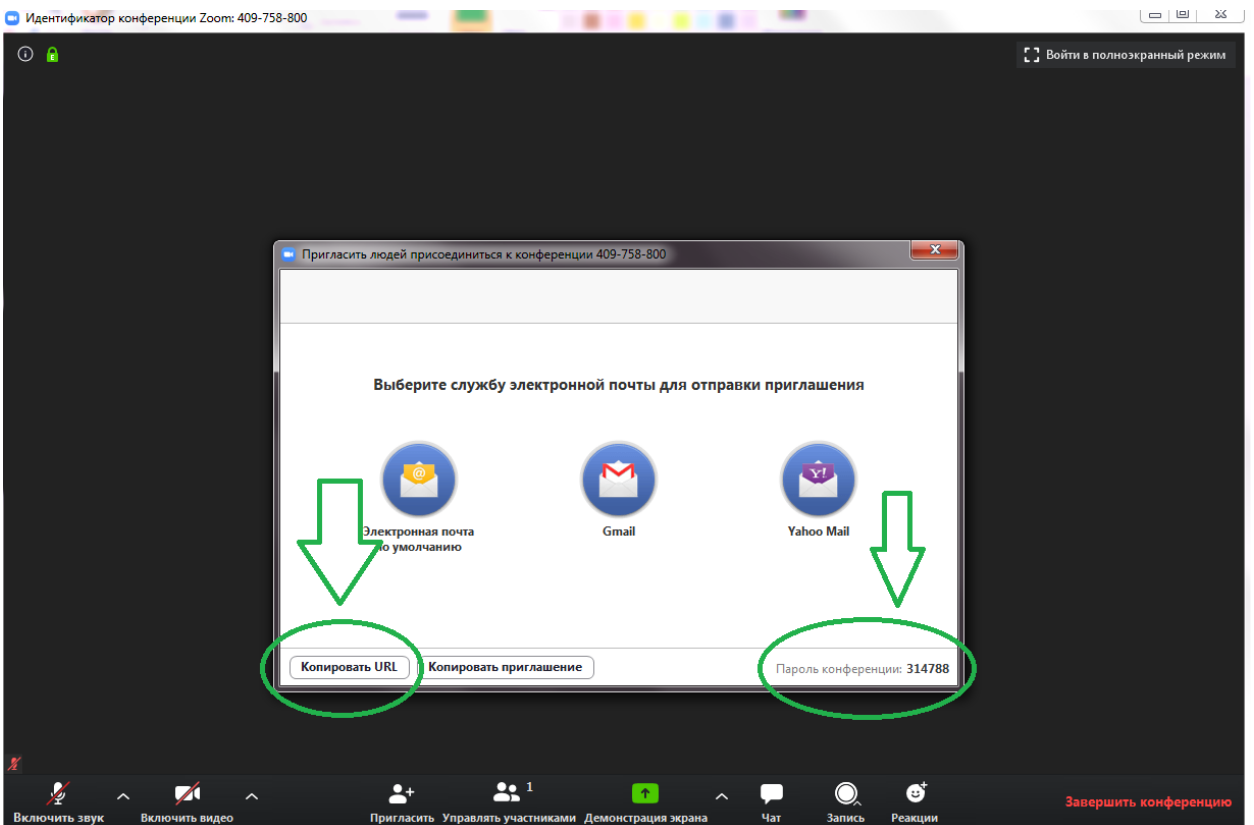 Идентификатор конференции Zoom: 409-758-800
Войти в полноэкранный режим
Пригласить людей присоединиться к конференции 409-758-800
Выберите службу электронной почты для отправки приглашения
Электронная почта
по умолчанию
Gmail
Yahoo Mail
Копировать URL
Копировать приглашение
Пароль конференции: 314788
1
Включить звук
Включить видео
Пригласить
Управлять участниками
Демонстрация экрана
Чат
Запись
Реакции
Завершить конференцию